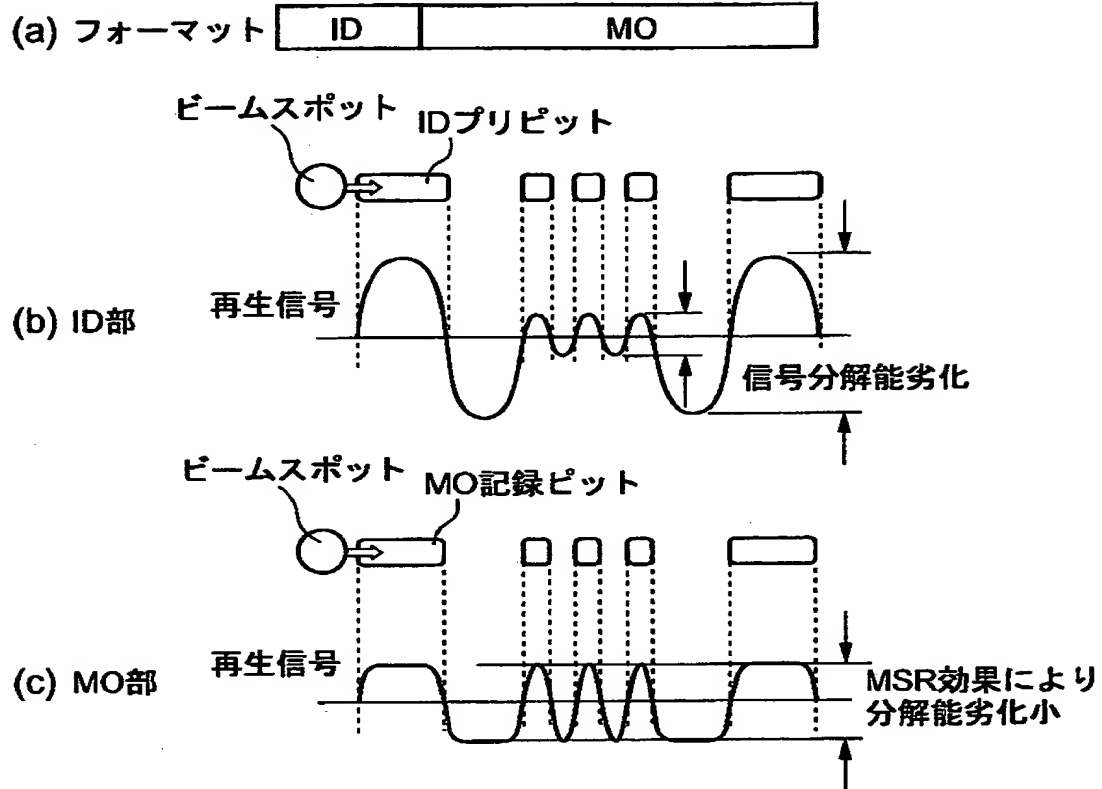 (a) フォーマット ID MO
ビームスポット
IDプリピット
再生信号
(b) ID部
信号分解能劣化
ビームスポット
MO記録ピット
再生信号
(c) MO部
MSR効果により
分解能劣化小